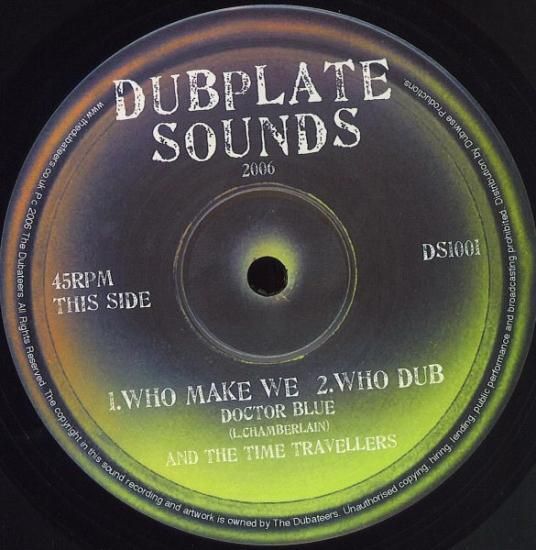 DUBPLATE
SOUNDS
2006
45RPM
THIS SIDE
DS1001
1.WHO MAKE WE 2.WHO DUB
DOCTOR BLUE
(L.CHAMBERLAIN)
AND THE TIME TRAVELLERS
www.thedubateers.co.uk P c 2006 The Dubateers. All Rights Reserved. The copyright in this sound recording and artwork is owned by The Dubateers. Unauthorised copying, hiring, lending, public performance and broadcasting prohibited. Distribution by Dubwise Productions.